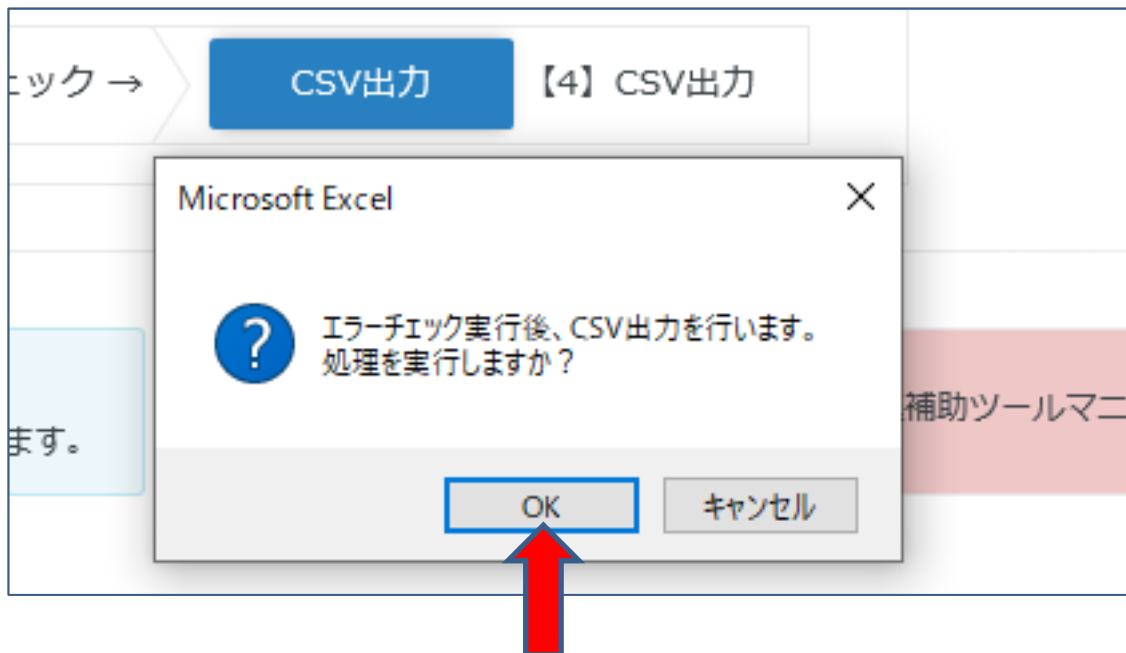 ェック → CSV出力 【4】CSV出力
Microsoft Excel
エラーチェック実行後、CSV出力を行います。
処理を実行しますか？
ます。
補助ツールマニ
OK キャンセル